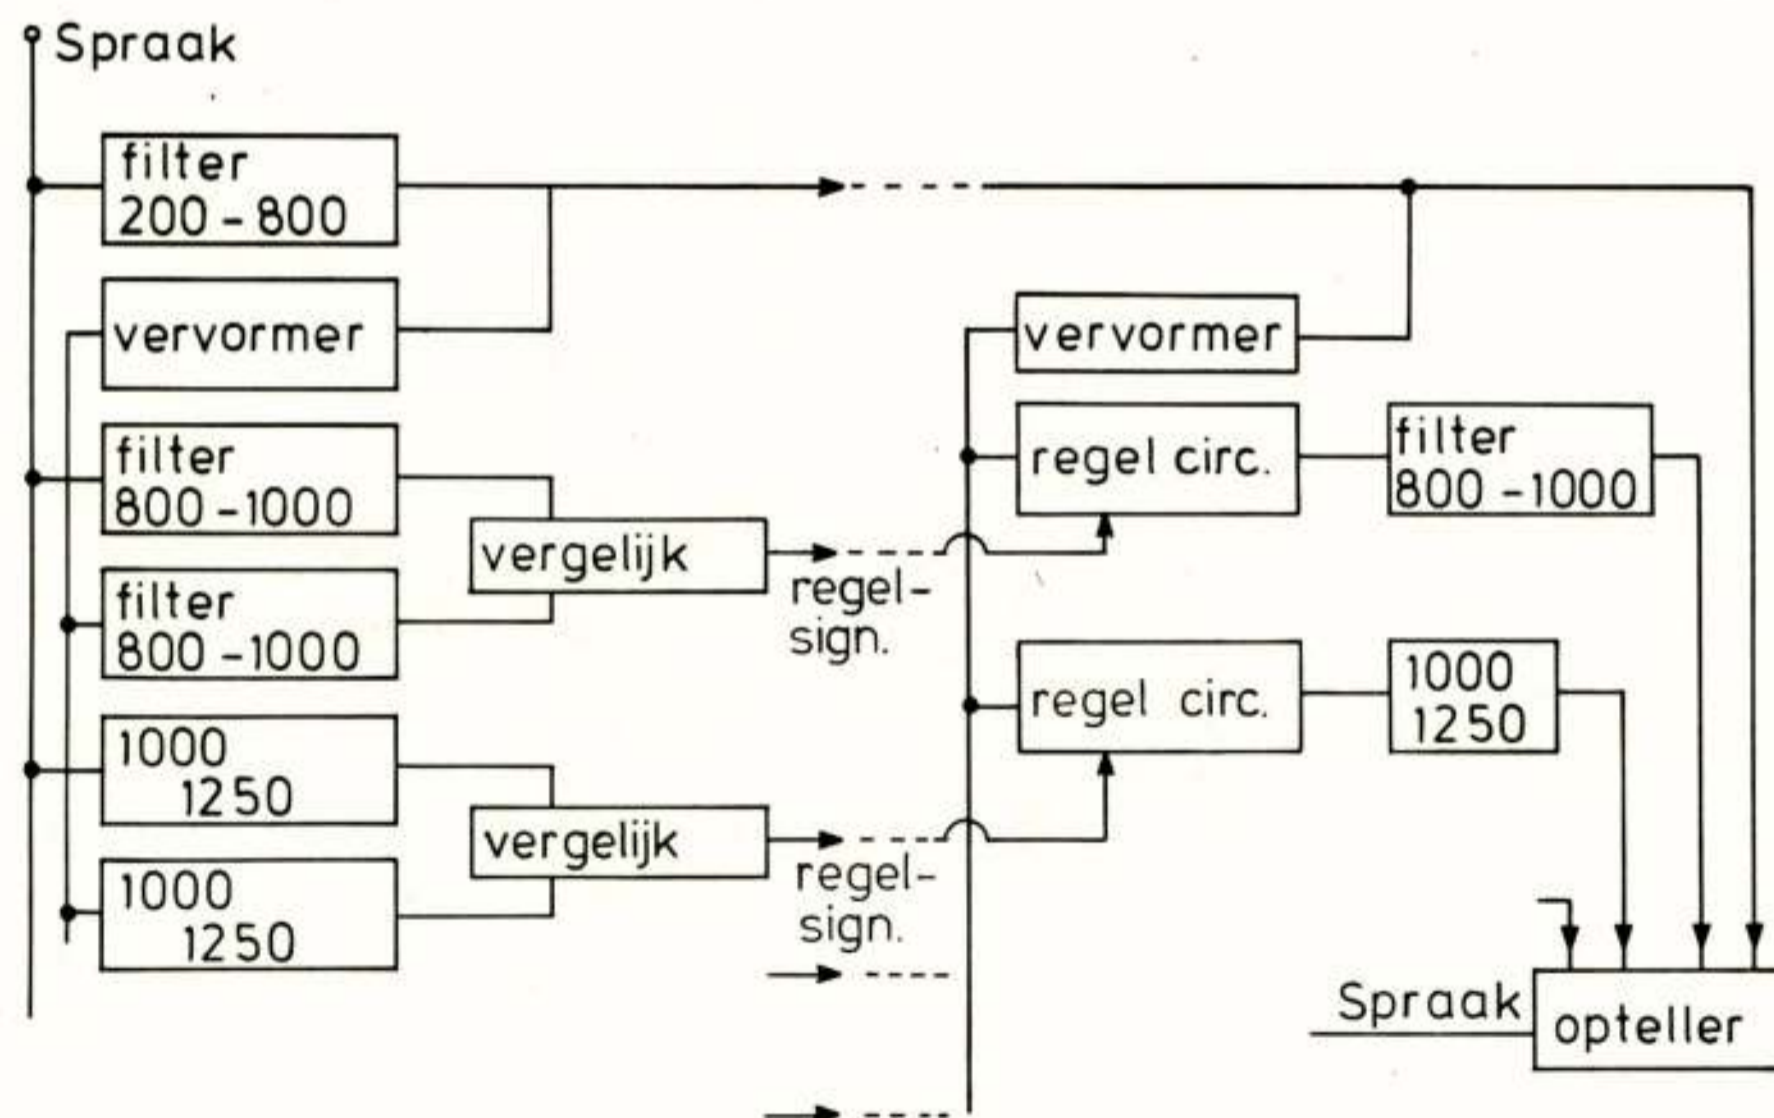 Spraak
filter
200 - 800
vervormer
filter
800 - 1000
filter
800 - 1000
1000
1250
1000
1250
vergelijk
regel-
sign.
vergelijk
regel-
sign.
vervormer
regel circ.
filter
800 - 1000
regel circ.
1000
1250
Spraak
opteller